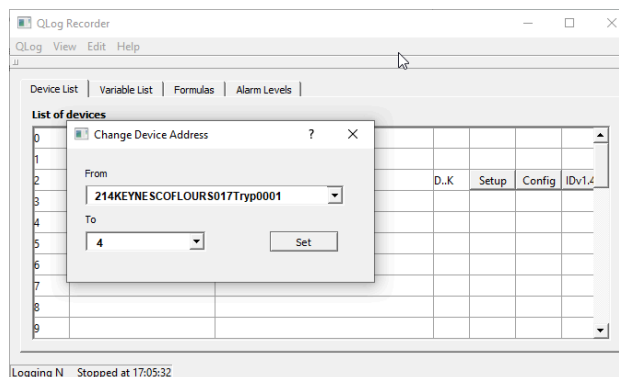 QLog Recorder
QLog View Edit Help
Device List Variable List Formulas Alarm Levels
List of devices
Change Device Address ?
From
214KEYNESCOFLOURS017Tryp0001
To
4 Set
0
1
2 D..K Setup Config IDv1.4
3
4
5
6
7
8
9
Logging N Stopped at 17:05:32